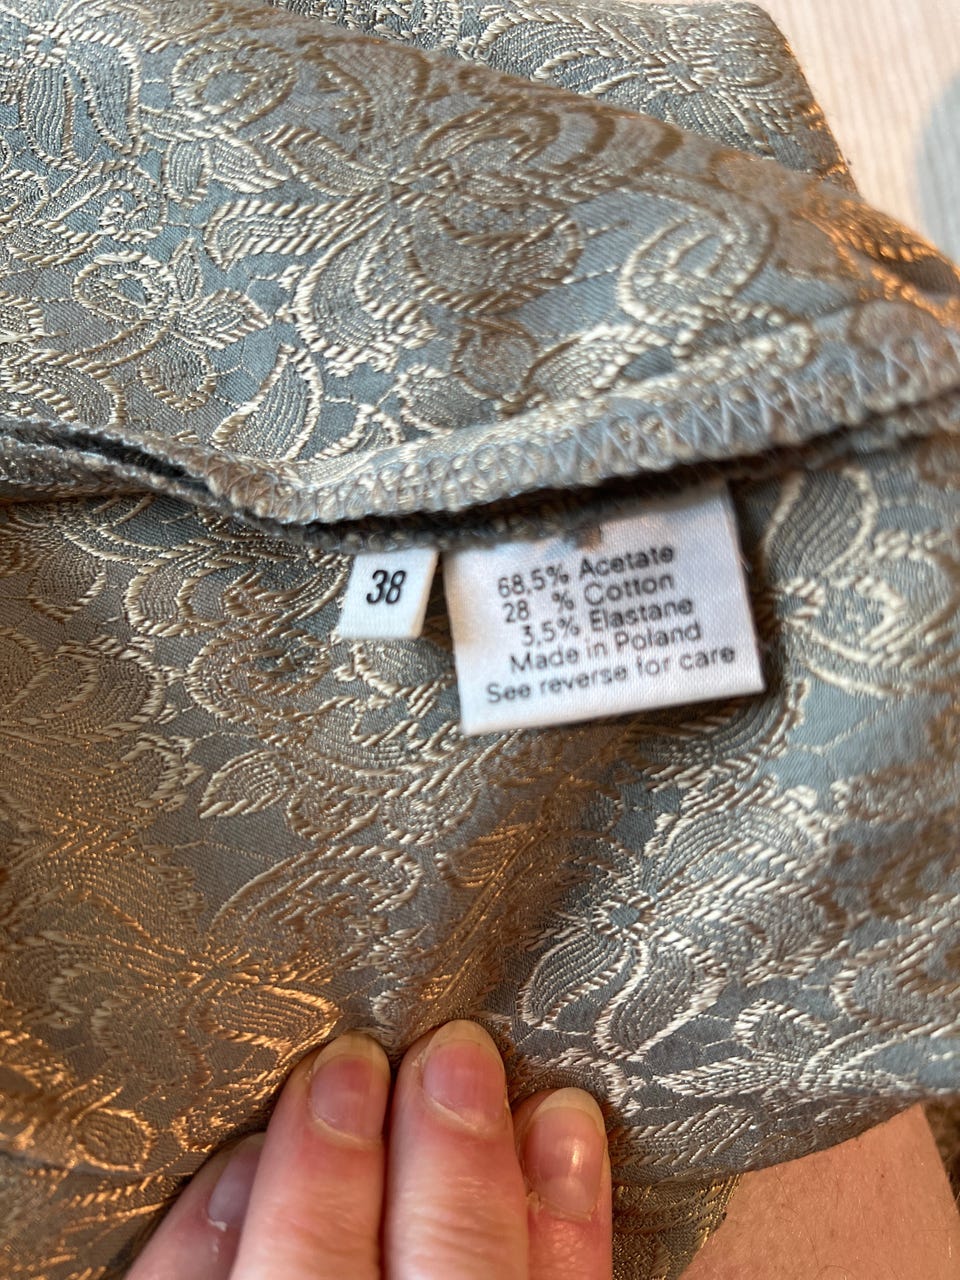 38
68,5% Acetate
28 % Cotton
3,5% Elastane
Made in Poland
See reverse for care